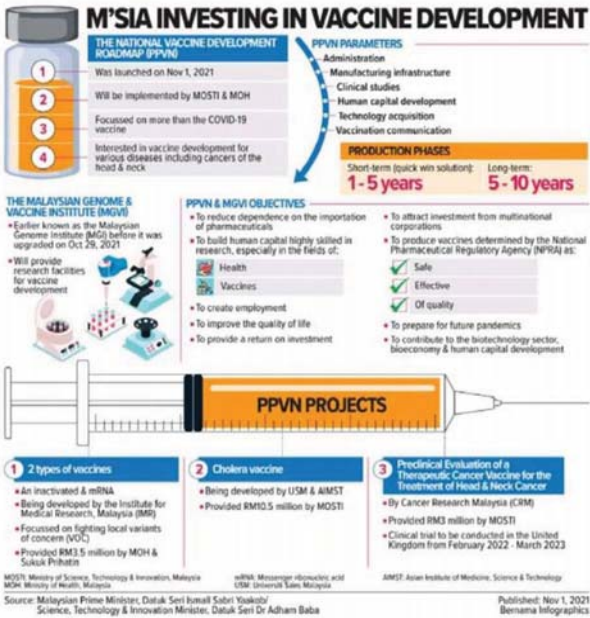 M'SIA INVESTING IN VACCINE DEVELOPMENT
THE NATIONAL VACCINE DEVELOPMENT
ROADMAP (PPVN)
1
Was launched on Nov 1, 2021
2
Will be implemented by MOSTI & MOH
3
Focussed on more than the COVID-19
vaccine
4
Interested in vaccine development for
various diseases including cancers of the
head & neck
PPVN PARAMETERS
Administration
Manufacturing infrastructure
Clinical studies
Human capital development
Technology acquisition
Vaccination communication
PRODUCTION PHASES
Short-term (quick win solution):
1 - 5 years
Long-term:
5 - 10 years
THE MALAYSIAN GENOME &
VACCINE INSTITUTE (MGVI)
Earlier known as the Malaysian
Genome Institute (MGI) before it was
upgraded on Oct 29, 2021
Will provide
research facilities
for vaccine
development
PPVN & MGVI OBJECTIVES
To reduce dependence on the importation
of pharmaceuticals
To build human capital highly skilled in
research, especially in the fields of:
Health
Vaccines
To create employment
To improve the quality of life
To provide a return on investment
To attract investment from multinational
corporations
To produce vaccines determined by the National
Pharmaceutical Regulatory Agency (NPRA) as:
Safe
Effective
Of quality
To prepare for future pandemics
To contribute to the biotechnology sector,
bioeconomy & human capital development
PPVN PROJECTS
1 2 types of vaccines
An inactivated & mRNA
Being developed by the Institute for
Medical Research, Malaysia (IMR)
Focussed on fighting local variants
of concern (VOC)
Provided RM3.5 million by MOH &
Sukuk Prihatin
2 Cholera vaccine
Being developed by USM & AIMST
Provided RM10.5 million by MOSTI
3 Preclinical Evaluation of a
Therapeutic Cancer Vaccine for the
Treatment of Head & Neck Cancer
By Cancer Research Malaysia (CRM)
Provided RM3 million by MOSTI
Clinical trial to be conducted in the United
Kingdom from February 2022 - March 2023
MOSTI: Ministry of Science, Technology & Innovation, Malaysia
MOH: Ministry of Health, Malaysia
mRNA: Messenger ribonucleic acid
USM: Universiti Sains Malaysia
AIMST: Asian Institute of Medicine, Science & Technology
Source: Malaysian Prime Minister, Datuk Seri Ismail Sabri Yaakob/
Science, Technology & Innovation Minister, Datuk Seri Dr Adham Baba
Published: Nov 1, 2021
Bernama Infographics